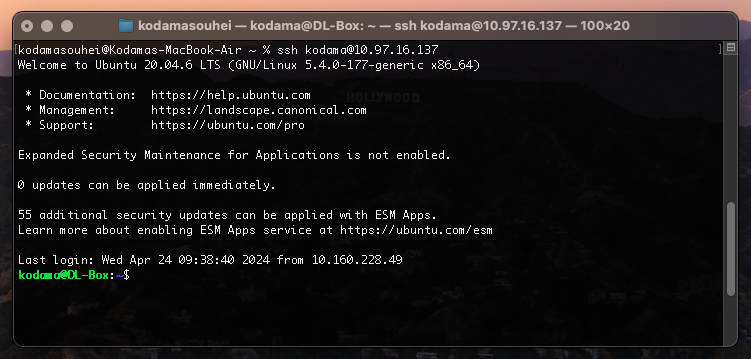 kodamasouhei — kodama@DL-Box: ~ — ssh kodama@10.97.16.137 — 100×20
[kodamasouhei@Kodamas-MacBook-Air ~ % ssh kodama@10.97.16.137 ]
Welcome to Ubuntu 20.04.6 LTS (GNU/Linux 5.4.0-177-generic x86_64)
* Documentation:  https://help.ubuntu.com
HOLLYWOOD
* Management:     https://landscape.canonical.com
* Support:        https://ubuntu.com/pro
Expanded Security Maintenance for Applications is not enabled.
0 updates can be applied immediately.
55 additional security updates can be applied with ESM Apps.
Learn more about enabling ESM Apps service at https://ubuntu.com/esm
Last login: Wed Apr 24 09:38:40 2024 from 10.160.228.49
kodama@DL-Box:~$